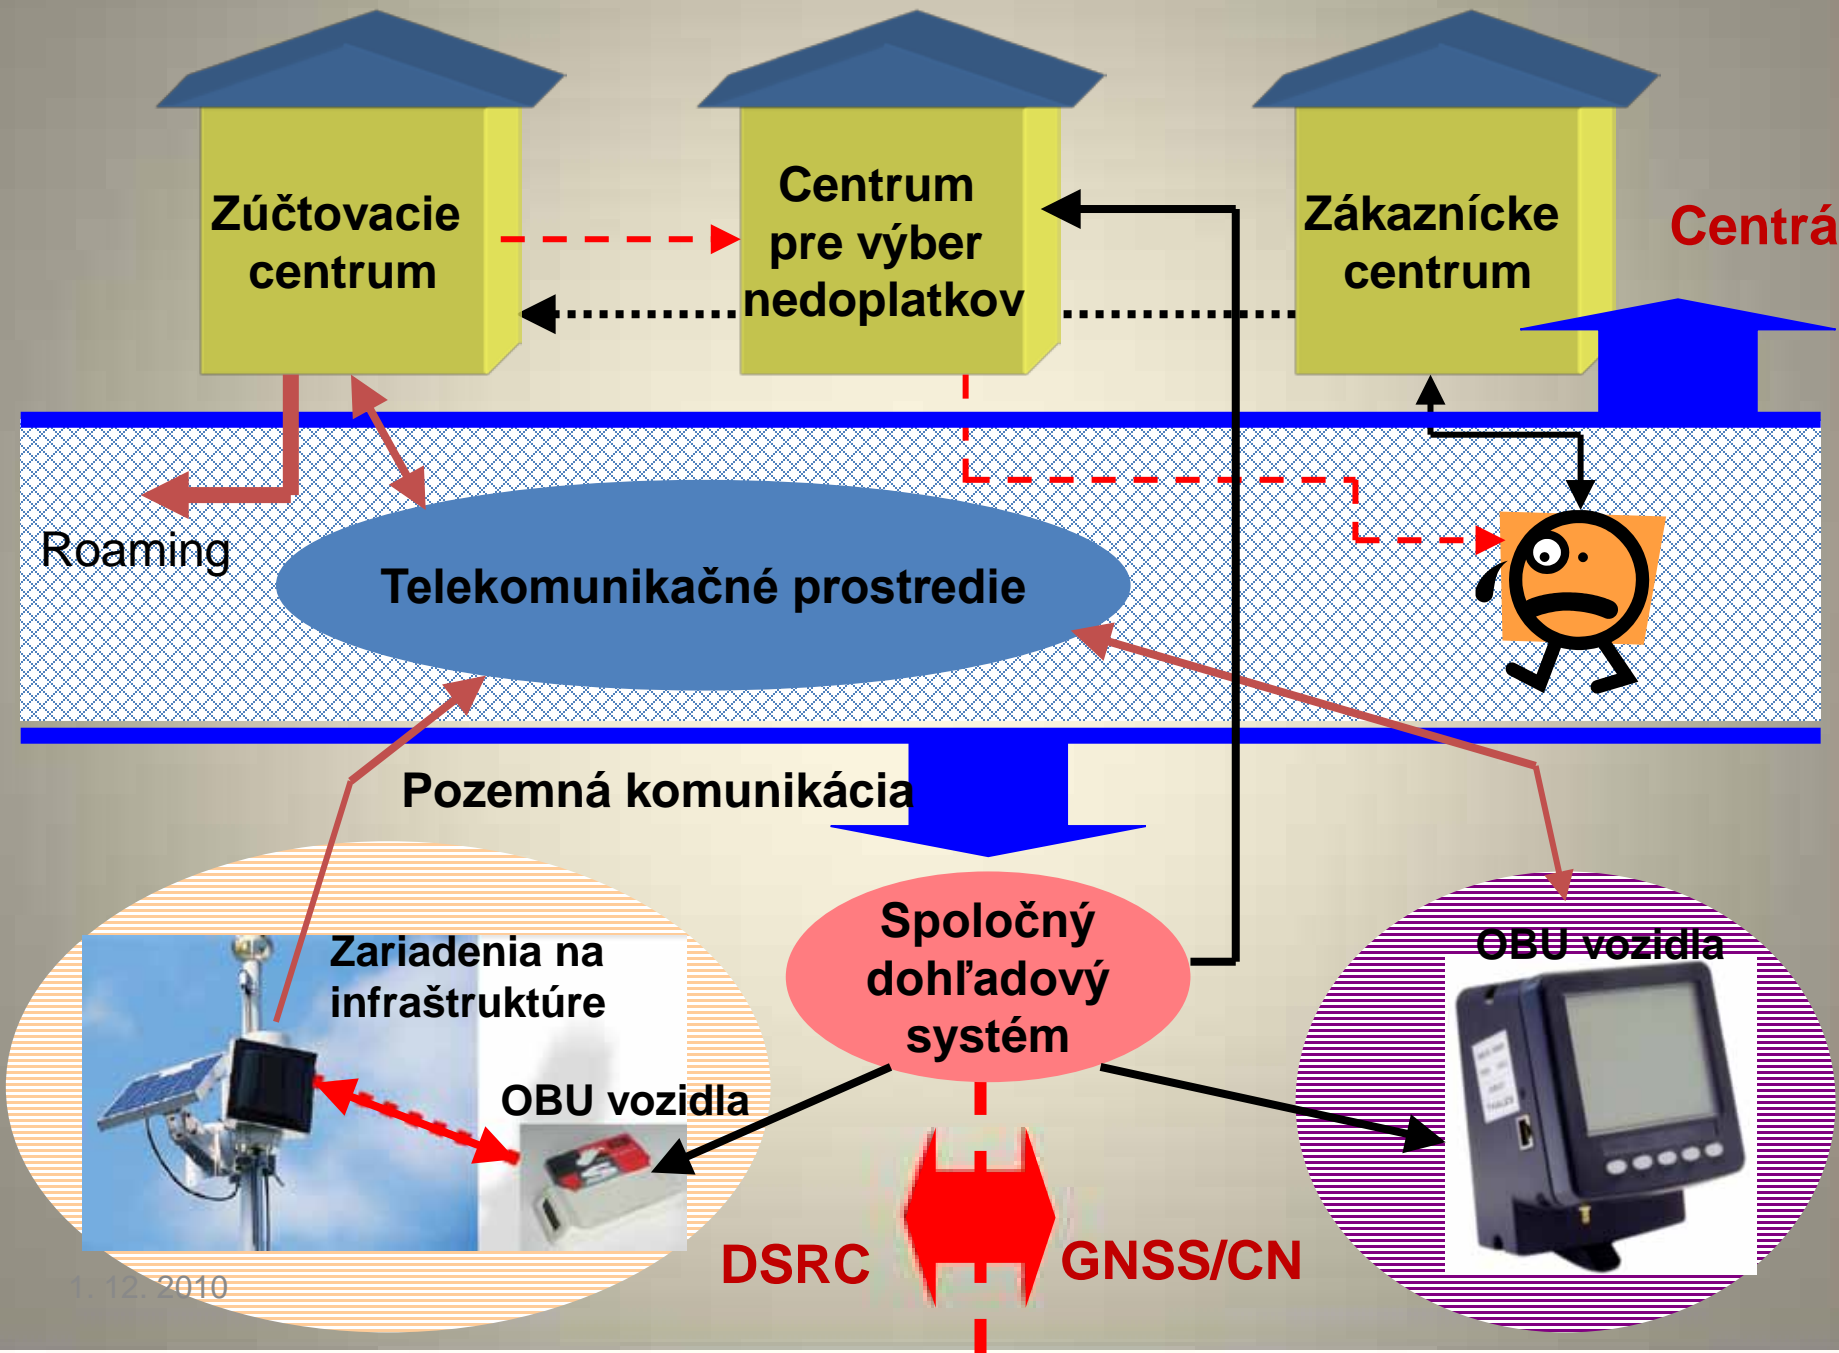 Zúčtovacie
centrum
Centrum
pre výber
nedoplatkov
Zákaznícke
centrum
Centrá
Roaming
Telekomunikačné prostredie
Pozemná komunikácia
Zariadenia na
infraštruktúre
OBU vozidla
Spoločný
dohľadový
systém
OBU vozidla
DSRC
GNSS/CN
1. 12. 2010